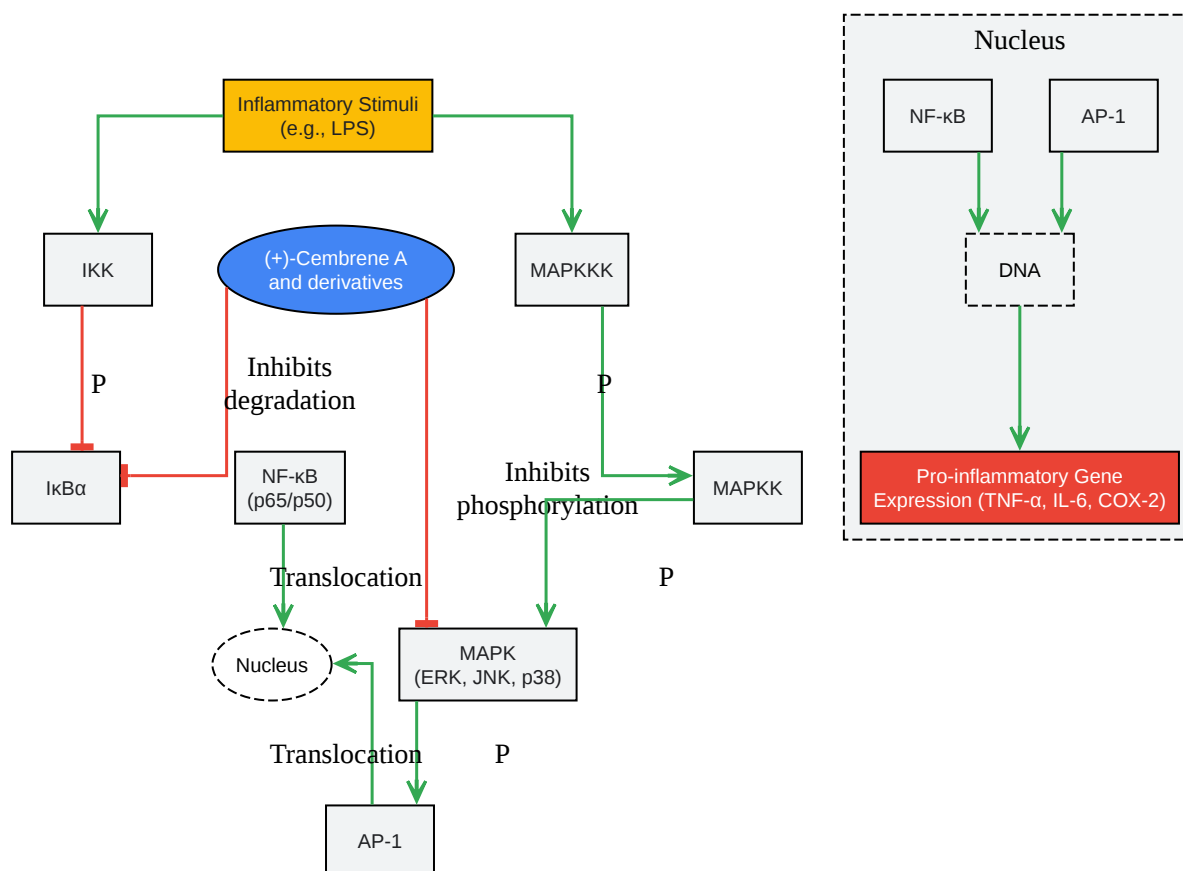 Nucleus
Inflammatory Stimuli
(e.g., LPS)
NF-κB
AP-1
IKK
(+)-Cembrene A
and derivatives
MAPKKK
DNA
P
Inhibits
degradation
P
IκBα
NF-κB
(p65/p50)
Inhibits
phosphorylation
MAPKK
Pro-inflammatory Gene
Expression (TNF-α, IL-6, COX-2)
Translocation
P
Nucleus
MAPK
(ERK, JNK, p38)
Translocation
P
AP-1